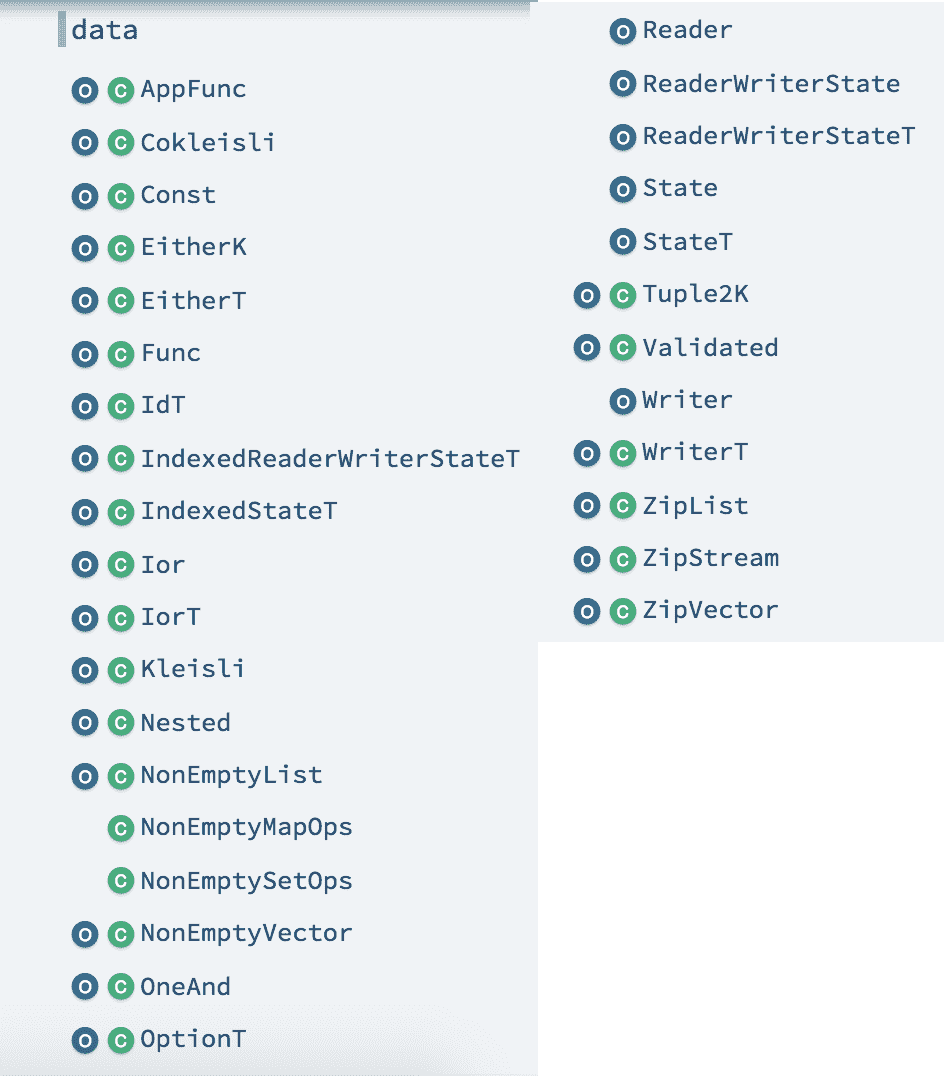 data
O C AppFunc
O C Cokleisli
O C Const
O C EitherK
O C EitherT
O C Func
O C IdT
O C IndexedReaderWriterStateT
O C IndexedStateT
O C Ior
O C IorT
O C Kleisli
O C Nested
O C NonEmptyList
C NonEmptyMapOps
C NonEmptySetOps
O C NonEmptyVector
O C OneAnd
O C OptionT
O Reader
O ReaderWriterState
O ReaderWriterStateT
O State
O StateT
O C Tuple2K
O C Validated
O Writer
O C WriterT
O C ZipList
O C ZipStream
O C ZipVector